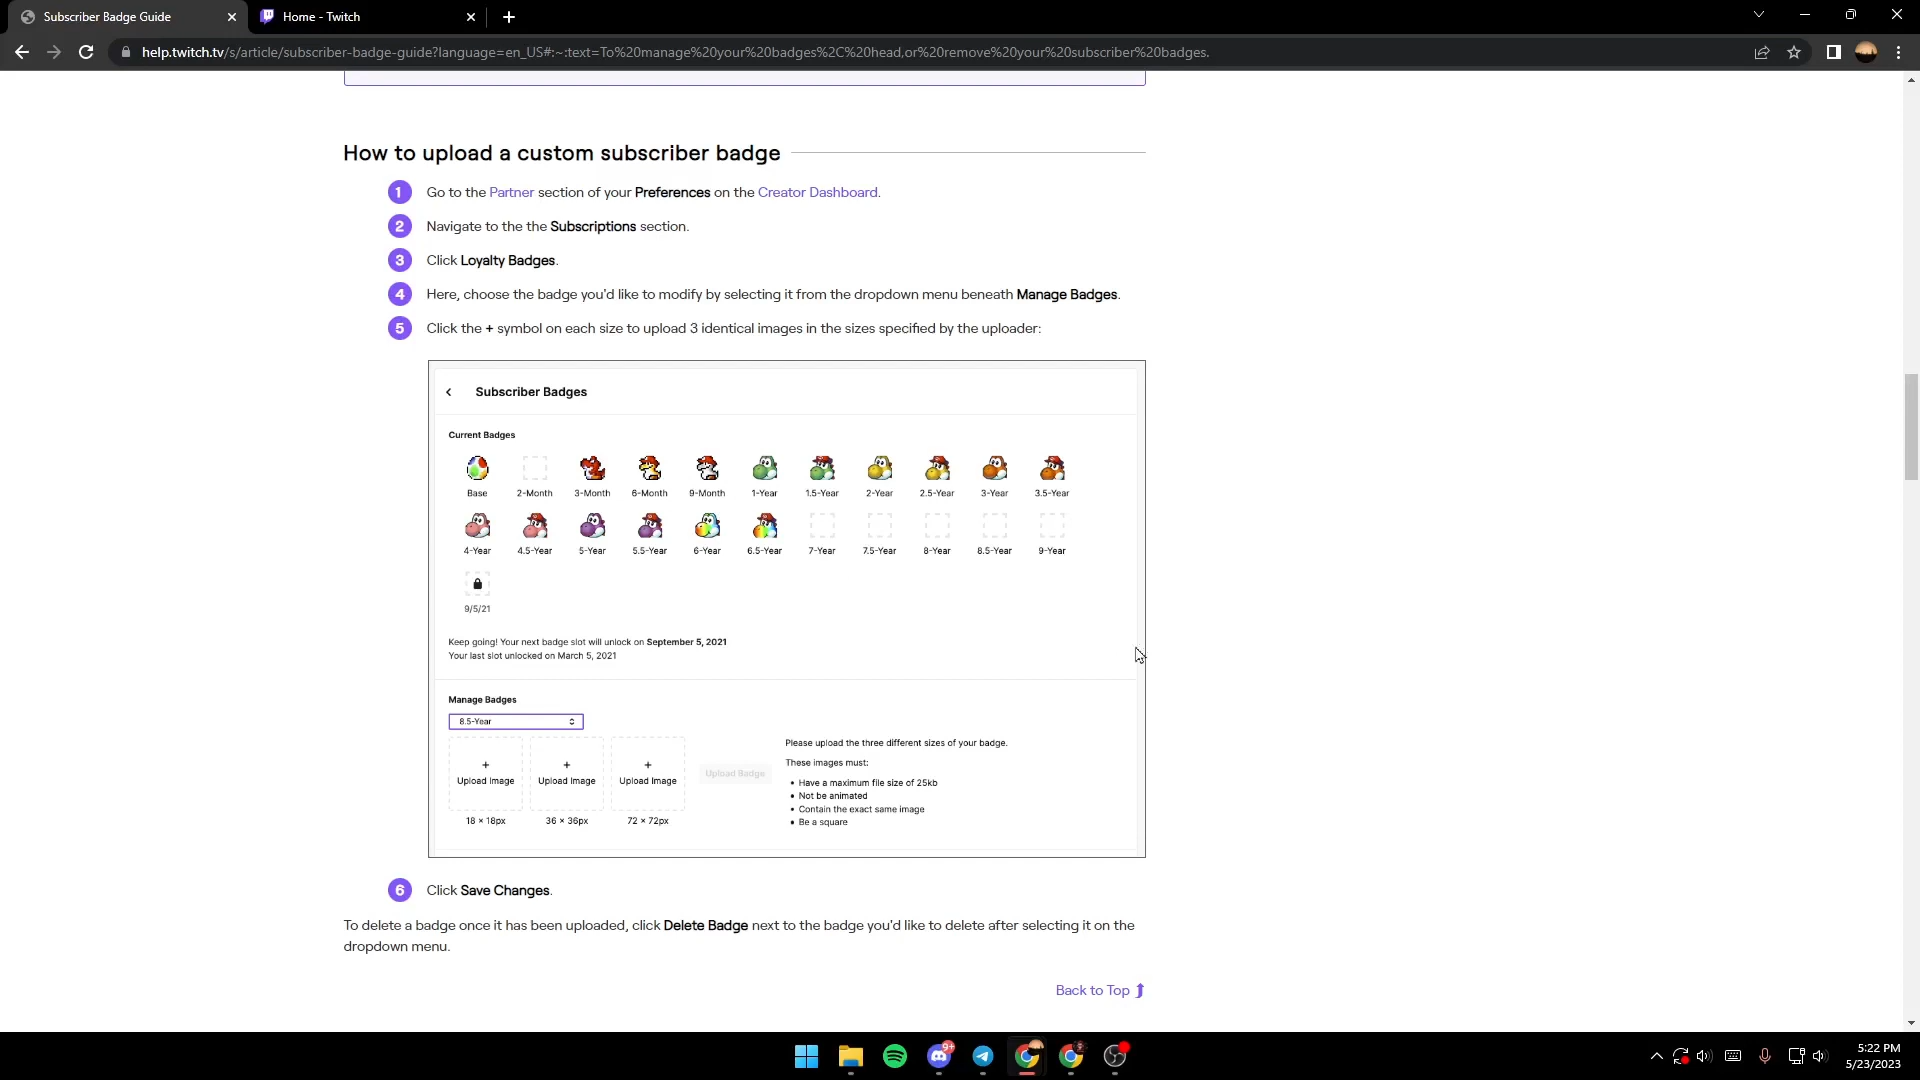 Subscriber Badge Guide
Home - Twitch
help.twitch.tv/s/article/subscriber-badge-guide?language=en_US#:~:text=To%20manage%20your%20badges%2C%20head,or%20remove%20your%20subscriber%20badges.
How to upload a custom subscriber badge
1 Go to the Partner section of your Preferences on the Creator Dashboard.
2 Navigate to the the Subscriptions section.
3 Click Loyalty Badges.
4 Here, choose the badge you'd like to modify by selecting it from the dropdown menu beneath Manage Badges.
5 Click the + symbol on each size to upload 3 identical images in the sizes specified by the uploader:
Subscriber Badges
Current Badges
Base 2-Month 3-Month 6-Month 9-Month 1-Year 1.5-Year 2-Year 2.5-Year 3-Year 3.5-Year
4-Year 4.5-Year 5-Year 5.5-Year 6-Year 6.5-Year 7-Year 7.5-Year 8-Year 8.5-Year 9-Year
9/5/21
Keep going! Your next badge slot will unlock on September 5, 2021
Your last slot unlocked on March 5, 2021
Manage Badges
8.5-Year
+ + +
Upload Image Upload Image Upload Image
18 × 18px 36 × 36px 72 × 72px
Upload Badge
Please upload the three different sizes of your badge.
These images must:
• Have a maximum file size of 25kb
• Not be animated
• Contain the exact same image
• Be a square
6 Click Save Changes.
To delete a badge once it has been uploaded, click Delete Badge next to the badge you'd like to delete after selecting it on the
dropdown menu.
Back to Top
9+
5:22 PM
5/23/2023